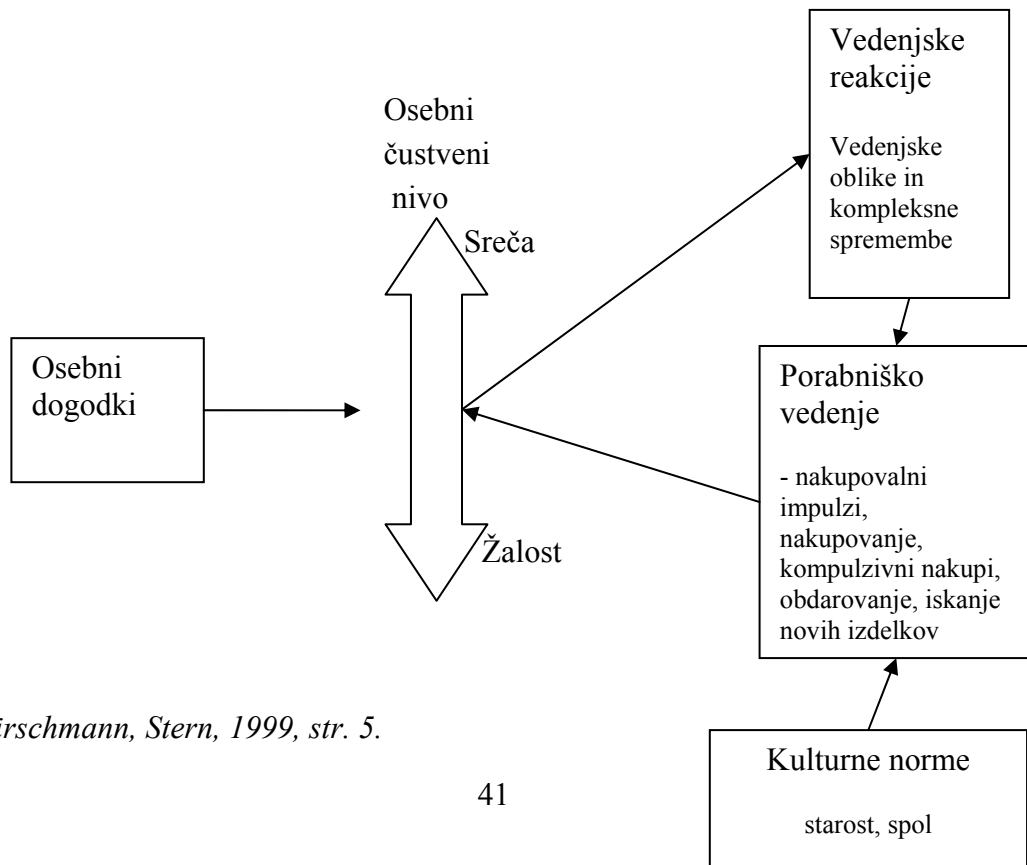 Vedenjske
reakcije
Vedenjske
oblike in
kompleksne
spremembe
Osebni
čustveni
nivo
Sreča
Osebni
dogodki
Žalost
Porabniško
vedenje
- nakupovalni
impulzi,
nakupovanje,
kompulzivni nakupi,
obdarovanje, iskanje
novih izdelkov
Kulturne norme
starost, spol
irschmann, Stern, 1999, str. 5.
41